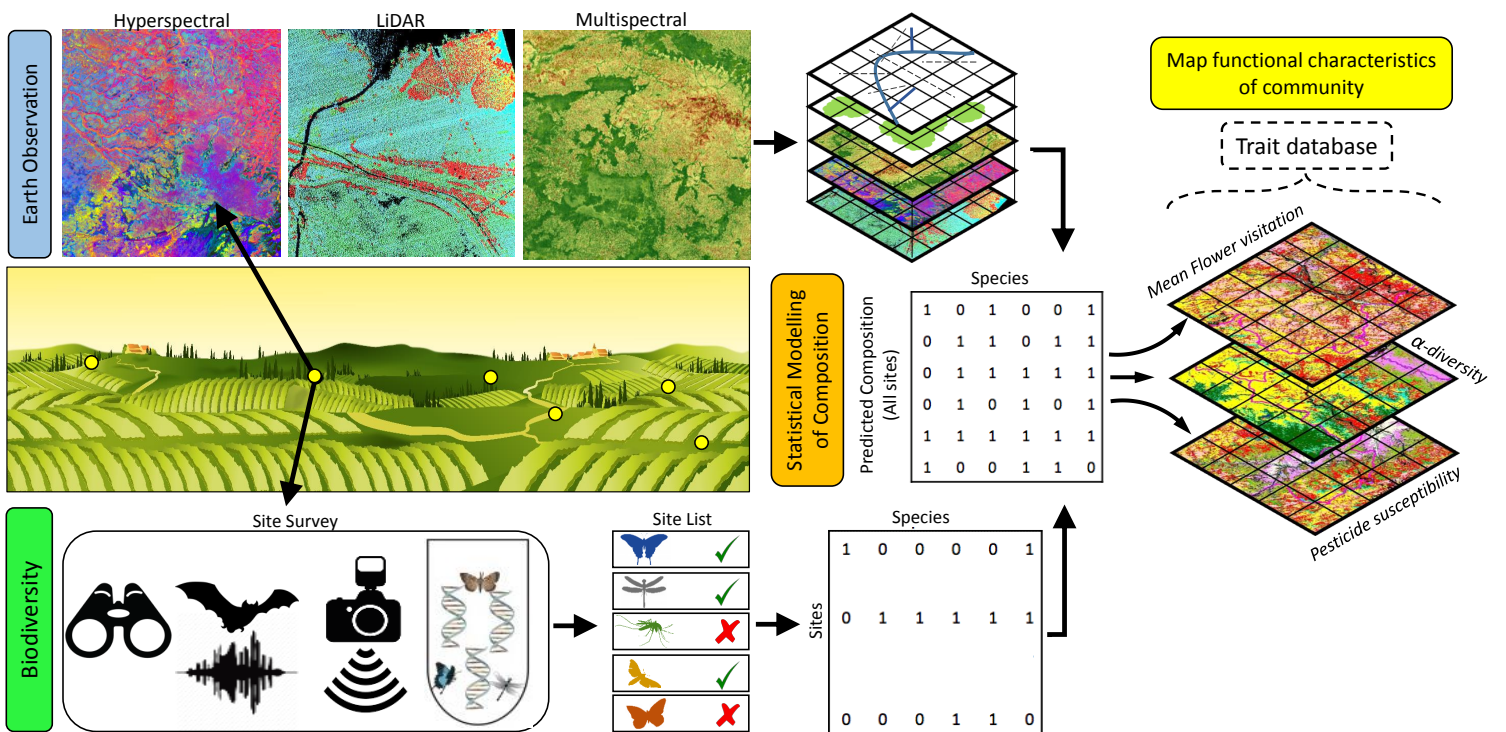 Hyperspectral
LiDAR
Multispectral
Earth Observation
Map functional characteristics
of community
Trait database
Mean Flower visitation
α-diversity
Pesticide susceptibility
Statistical Modelling
of Composition
Species
Predicted Composition
(All sites)
1 0 1 0 0 1
0 1 1 0 1 1
0 1 1 1 1 1
0 1 0 1 0 1
1 1 1 1 1 1
1 0 0 1 1 0
Biodiversity
Site Survey
Site List
Species
Sites
1 0 0 0 0 1
0 1 1 1 1 1
0 0 0 1 1 0